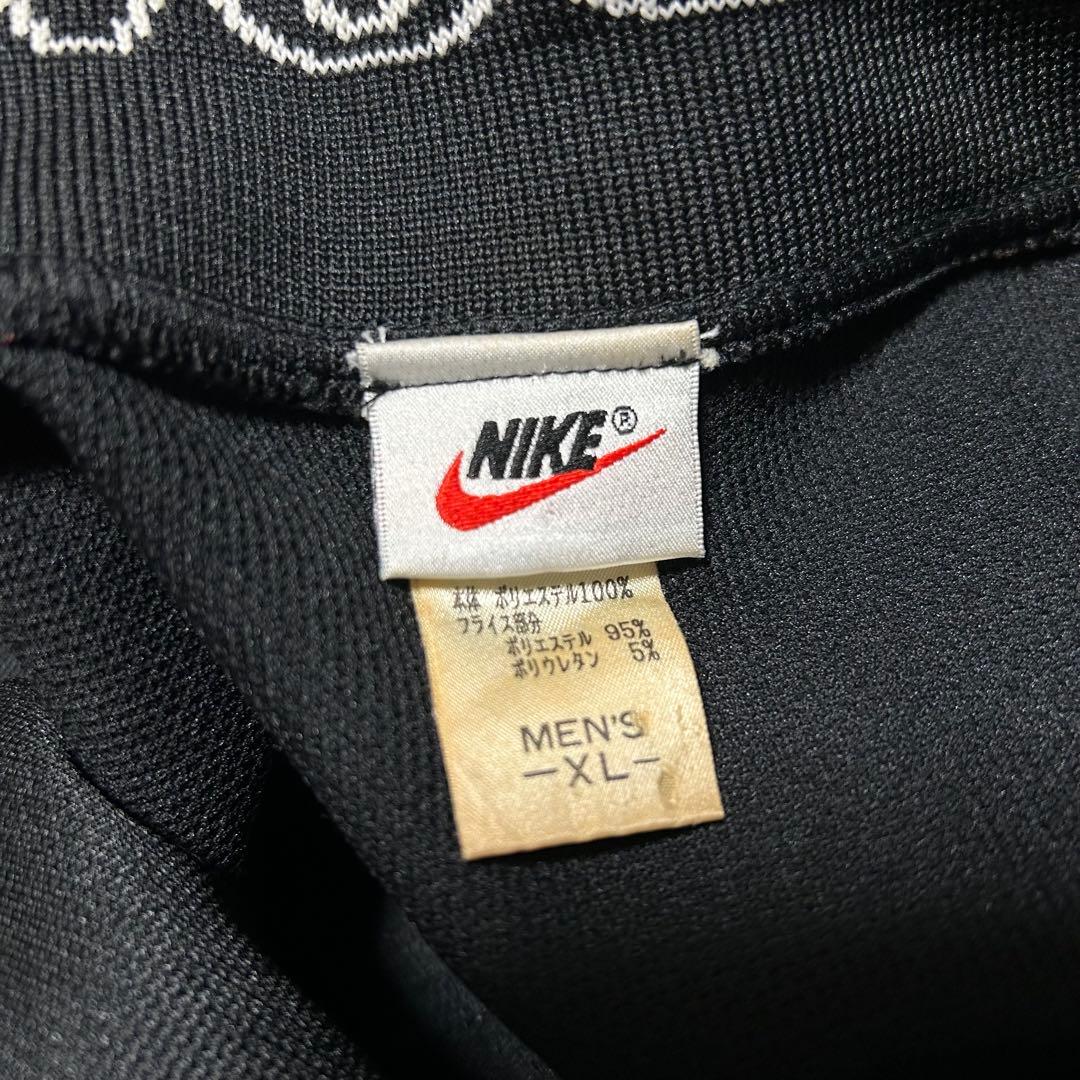 NIKE®
本体 ポリエステル100%
フライス部分
ポリエステル 95%
ポリウレタン 5%
MEN'S
-XL-